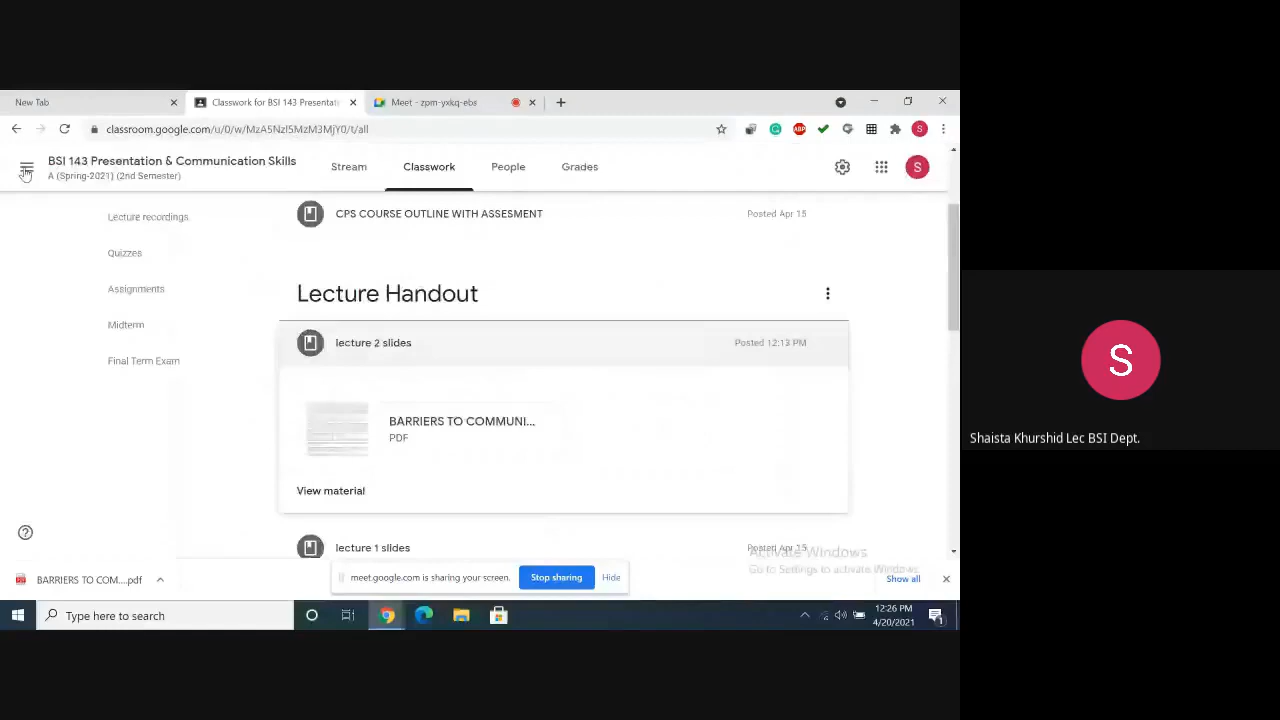 New Tab
Classwork for BSI 143 Presentat
Meet - zpm-yxkq-ebs
classroom.google.com/u/0/w/MzA5NzI5MzM3MjY0/t/all
ABP
S
BSI 143 Presentation & Communication Skills
A (Spring-2021) (2nd Semester)
Stream
Classwork
People
Grades
S
Lecture recordings
Quizzes
Assignments
Midterm
Final Term Exam
CPS COURSE OUTLINE WITH ASSESMENT
Posted Apr 15
Lecture Handout
lecture 2 slides
Posted 12:13 PM
BARRIERS TO COMMUNI...
PDF
View material
lecture 1 slides
Posted Apr 15
Activate Windows
Go to Settings to activate Windows.
BARRIERS TO COM....pdf
meet.google.com is sharing your screen.
Stop sharing
Hide
Show all
Type here to search
12:26 PM
4/20/2021
1
S
Shaista Khurshid Lec BSI Dept.